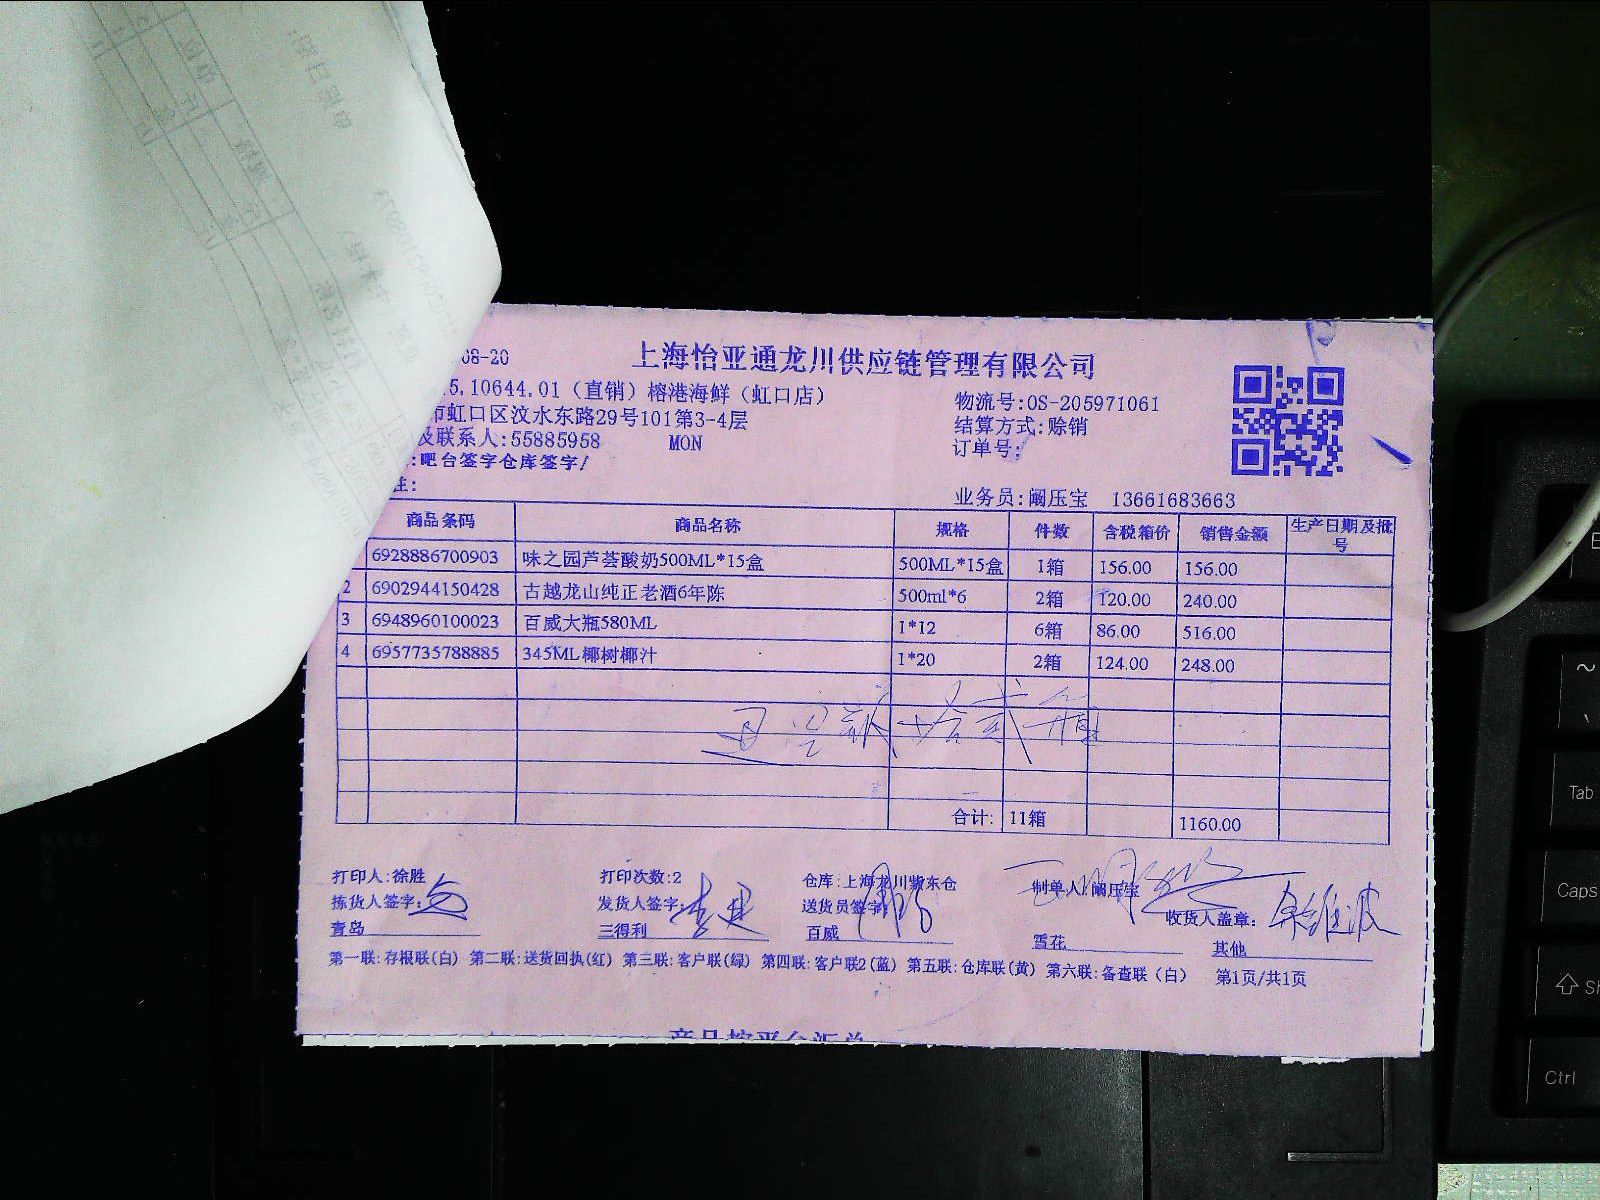 08-20
上海怡亚通龙川供应链管理有限公司
5.10644.01（直销）榕港海鲜（虹口店）
物流号:OS-205971061
市虹口区汶水东路29号101第3-4层
结算方式:赊销
及联系人:55885958 MON
订单号:
:吧台签字仓库签字/
注:
业务员:阚压宝 13661683663
商品条码 商品名称 规格 件数 含税箱价 销售金额 生产日期及批号
6928886700903 味之园芦荟酸奶500ML*15盒 500ML*15盒 1箱 156.00 156.00
2 6902944150428 古越龙山纯正老酒6年陈 500ml*6 2箱 120.00 240.00
3 6948960100023 百威大瓶580ML 1*12 6箱 86.00 516.00
4 6957735788885 345ML椰树椰汁 1*20 2箱 124.00 248.00
合计: 11箱 1160.00
打印人:徐胜 打印次数:2 仓库:上海龙川紫东仓 制单人:阚压宝
拣货人签字: 发货人签字: 送货员签字: 收货人盖章:
青岛 三得利 百威 雪花 其他
第一联:存根联(白) 第二联:送货回执(红) 第三联:客户联(绿) 第四联:客户联2(蓝) 第五联:仓库联(黄) 第六联:备查联（白） 第1页/共1页